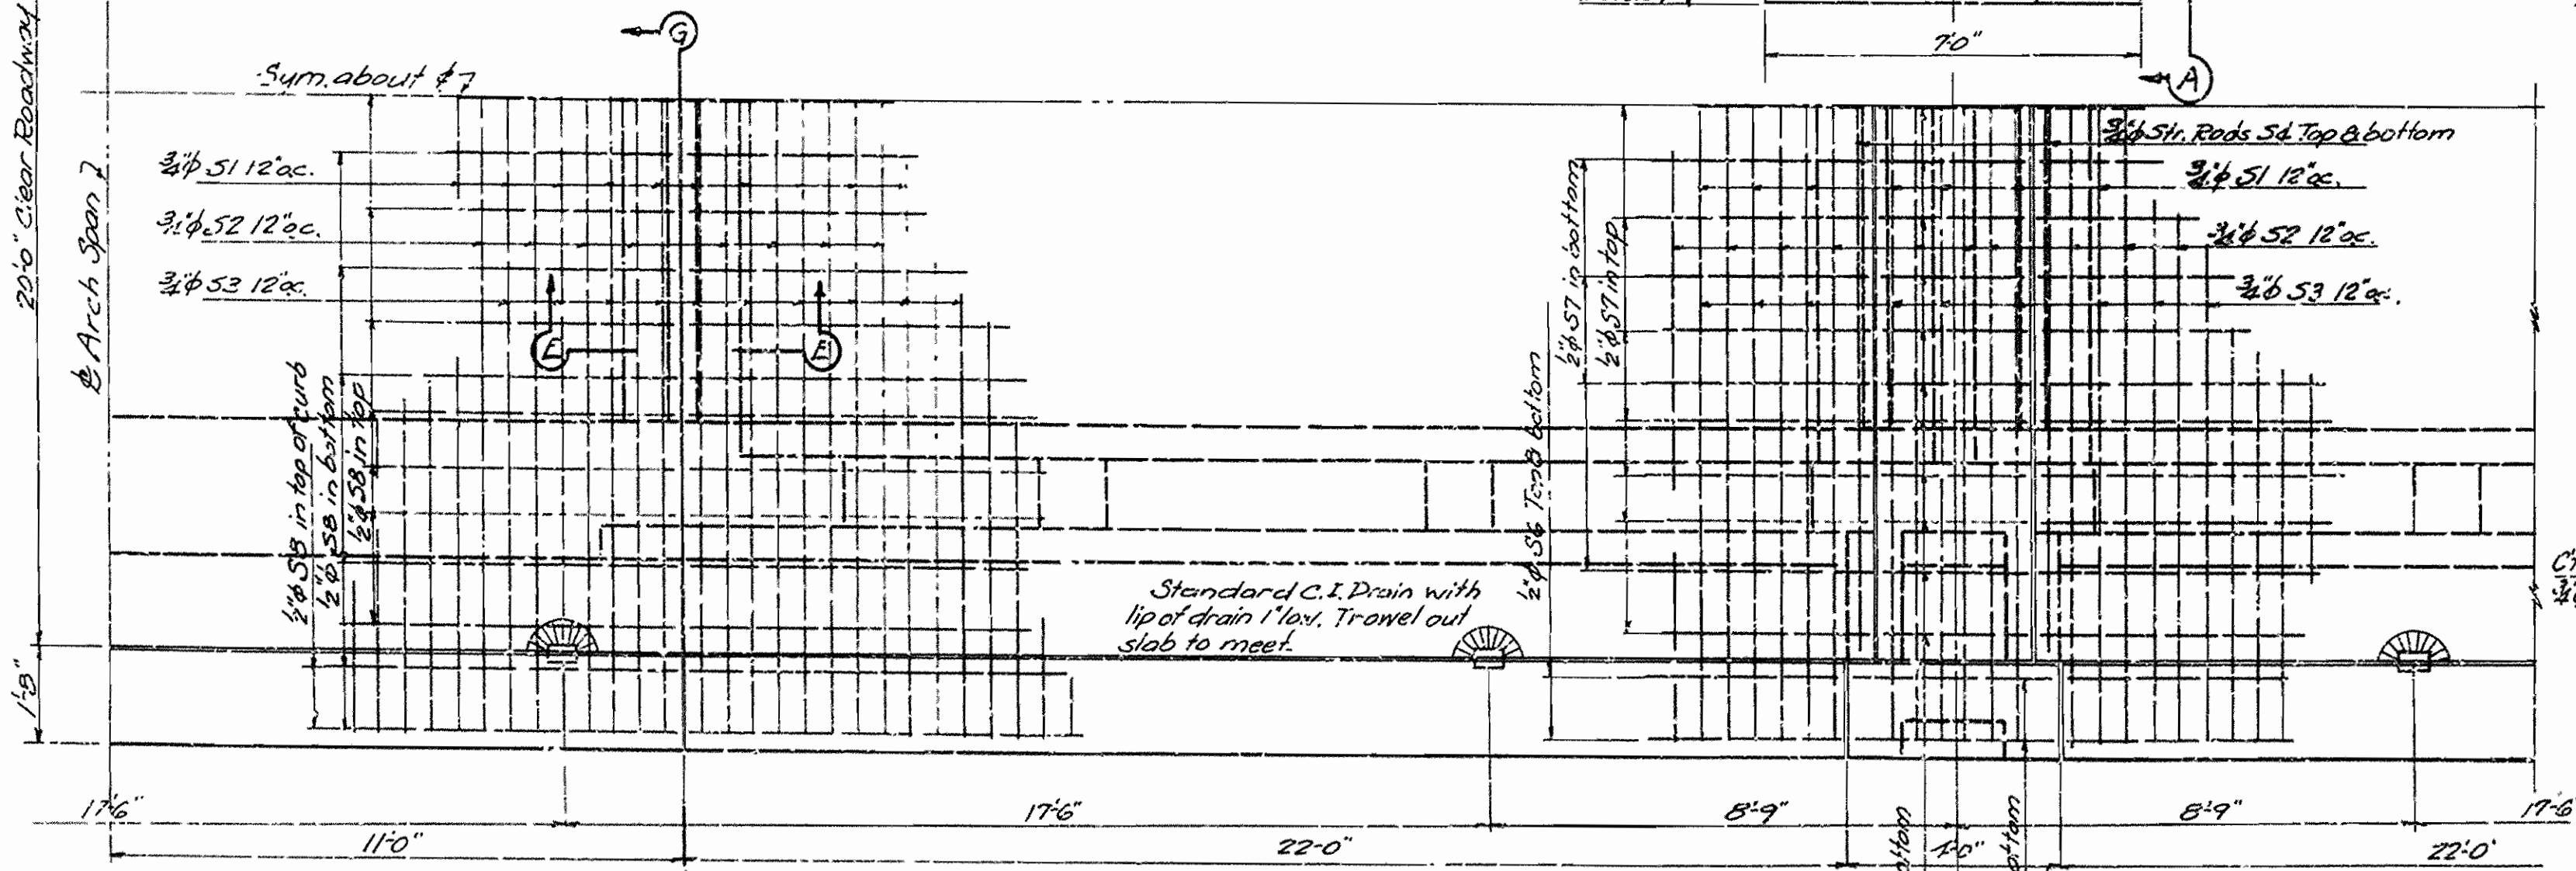 20'-0" Clear Roadway
℄ Arch Span
1'-8"
Sym. about ℄
G
7'-0"
A
3/4"ϕ S1 12"oc.
3/4"ϕ S2 12"oc.
3/4"ϕ S3 12"oc.
E
E
1/2"ϕ S8 in top of curb
1/2"ϕ S8 in bottom
1/2"ϕ S8 in top
1/2"ϕ S7 in bottom
1/2"ϕ S7 in top
1/2"ϕ S6 Top & bottom
3/4"ϕ Str. Rods S4 Top & bottom
3/4"ϕ S1 12"oc.
3/4"ϕ S2 12"oc.
3/4"ϕ S3 12"oc.
Standard C.I. Drain with
lip of drain 1" low. Trowel out
slab to meet.
17'-6"
17'-6"
8'-9"
8'-9"
17'-6"
11'-0"
22'-0"
22'-0"